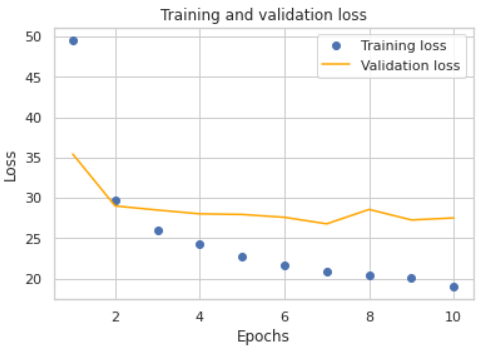 Training and validation loss
50
45
40
35
30
25
20
Loss
Training loss
Validation loss
2 4 6 8 10
Epochs